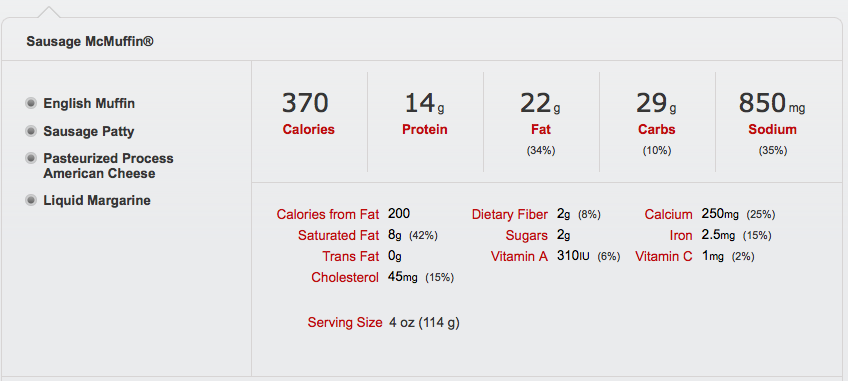 Sausage McMuffin®
English Muffin
Sausage Patty
Pasteurized Process
American Cheese
Liquid Margarine
370 14g 22g 29g 850mg
Calories Protein Fat Carbs Sodium
(34%) (10%) (35%)
Calories from Fat 200 Dietary Fiber 2g (8%) Calcium 250mg (25%)
Saturated Fat 8g (42%) Sugars 2g Iron 2.5mg (15%)
Trans Fat 0g Vitamin A 310IU (6%) Vitamin C 1mg (2%)
Cholesterol 45mg (15%)
Serving Size 4 oz (114 g)